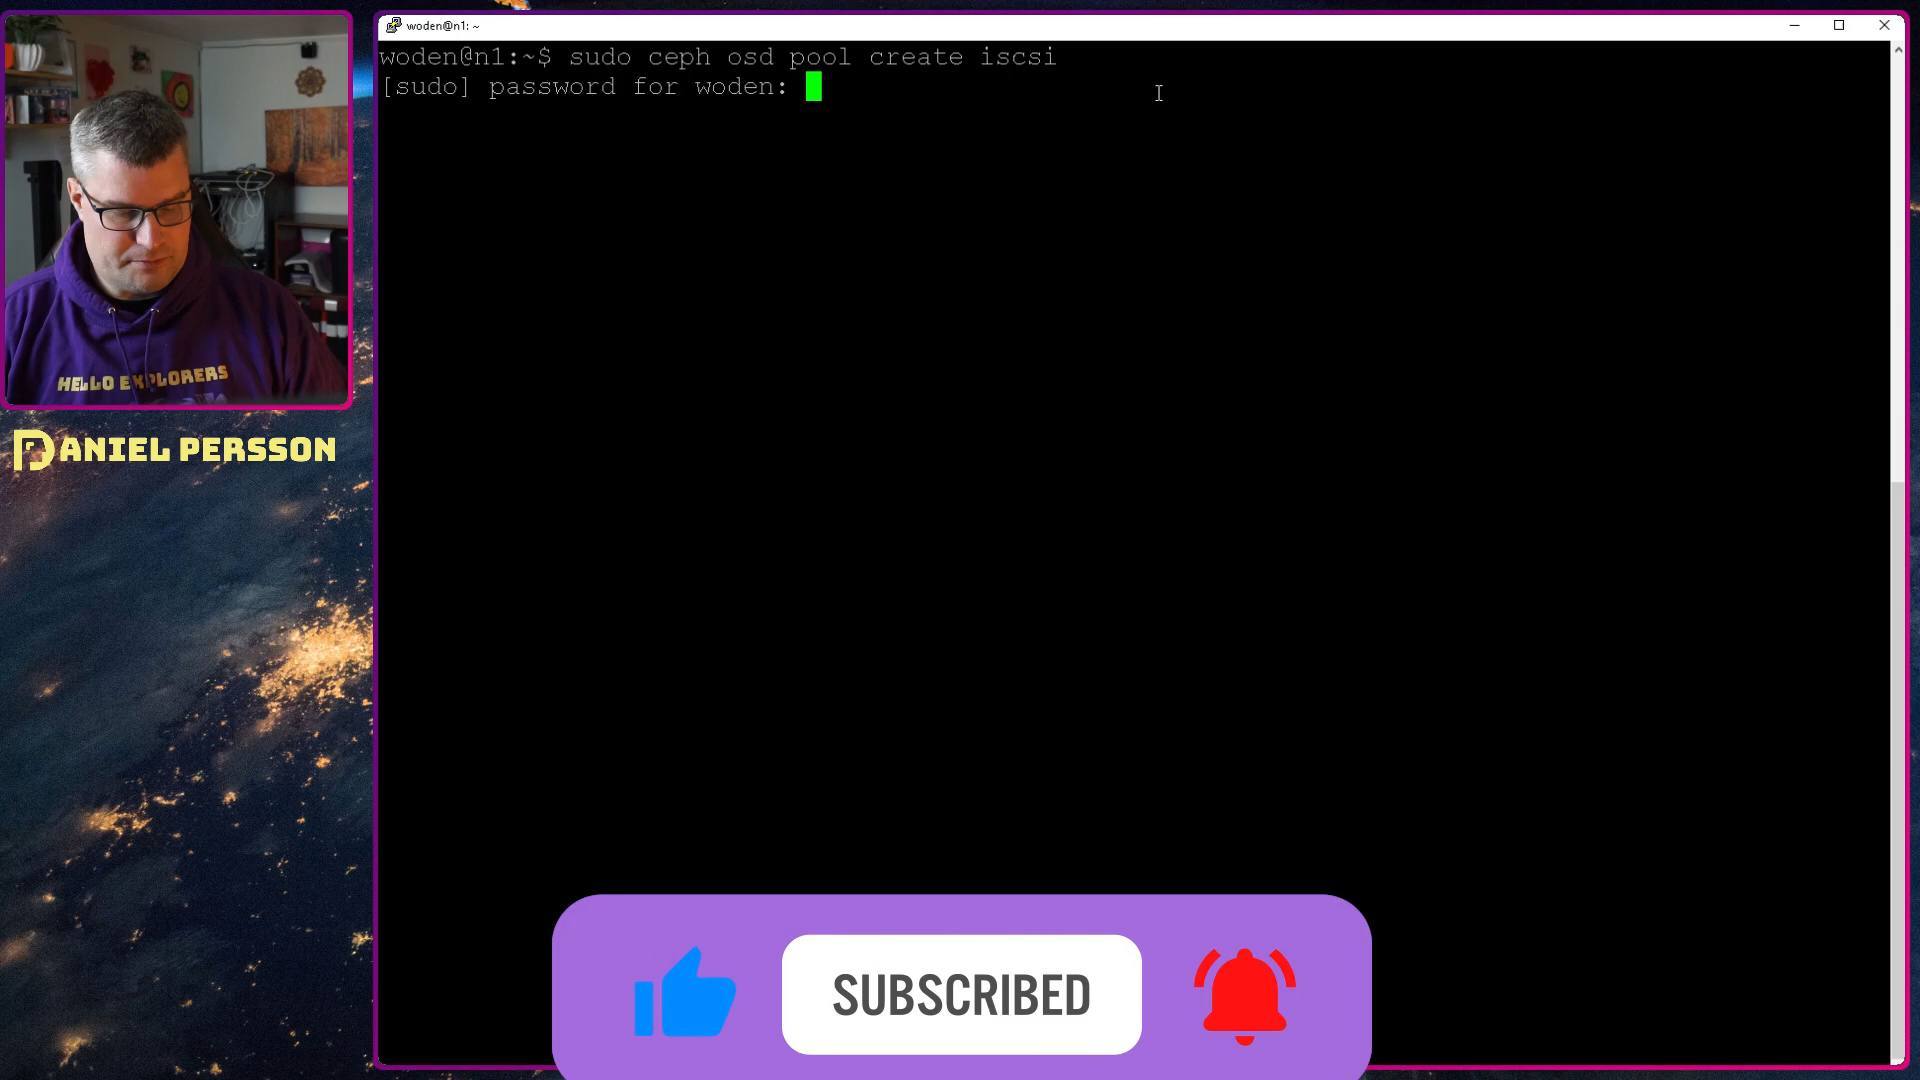 woden@n1: ~
woden@n1:~$ sudo ceph osd pool create iscsi
[sudo] password for woden:
HELLO EXPLORERS
DANIEL PERSSON
SUBSCRIBED